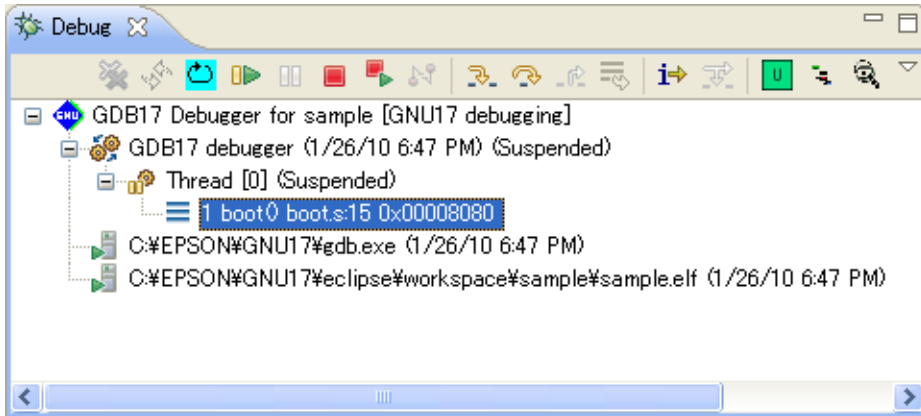 Debug
U
GNU GDB17 Debugger for sample [GNU17 debugging]
GDB17 debugger (1/26/10 6:47 PM) (Suspended)
Thread [0] (Suspended)
1 boot() boot.s:15 0x00008080
C:¥EPSON¥GNU17¥gdb.exe (1/26/10 6:47 PM)
C:¥EPSON¥GNU17¥eclipse¥workspace¥sample¥sample.elf (1/26/10 6:47 PM)